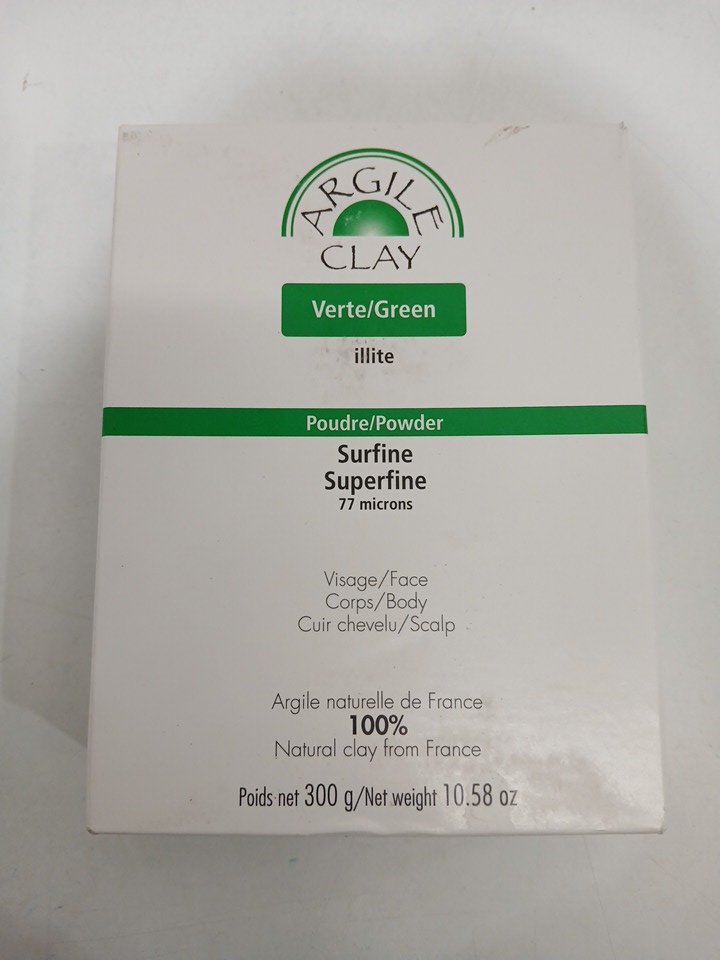 ARGILE
CLAY
Verte/Green
illite
Poudre/Powder
Surfine
Superfine
77 microns
Visage/Face
Corps/Body
Cuir chevelu/Scalp
Argile naturelle de France
100%
Natural clay from France
Poids net 300 g/Net weight 10.58 oz